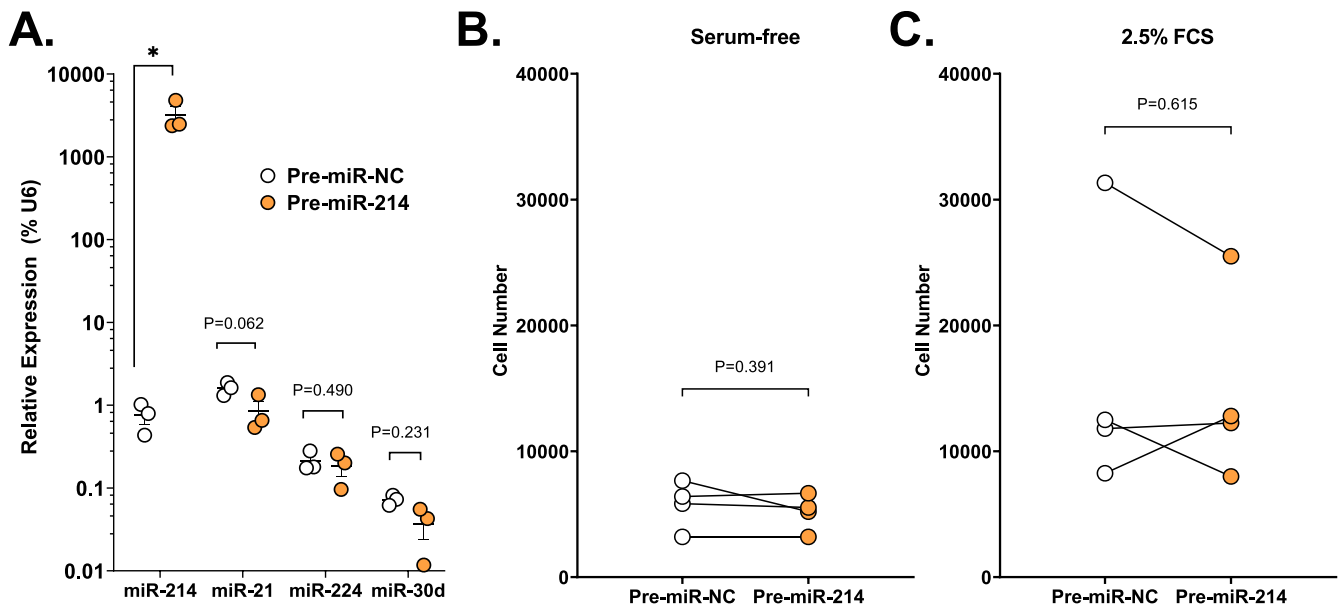 A.
*
Relative Expression (% U6)
10000
1000
100
10
1
0.1
0.01
Pre-miR-NC
Pre-miR-214
P=0.062
P=0.490
P=0.231
miR-214
miR-21
miR-224
miR-30d
B.
Serum-free
Cell Number
40000
30000
20000
10000
0
P=0.391
Pre-miR-NC
Pre-miR-214
C.
2.5% FCS
Cell Number
40000
30000
20000
10000
0
P=0.615
Pre-miR-NC
Pre-miR-214